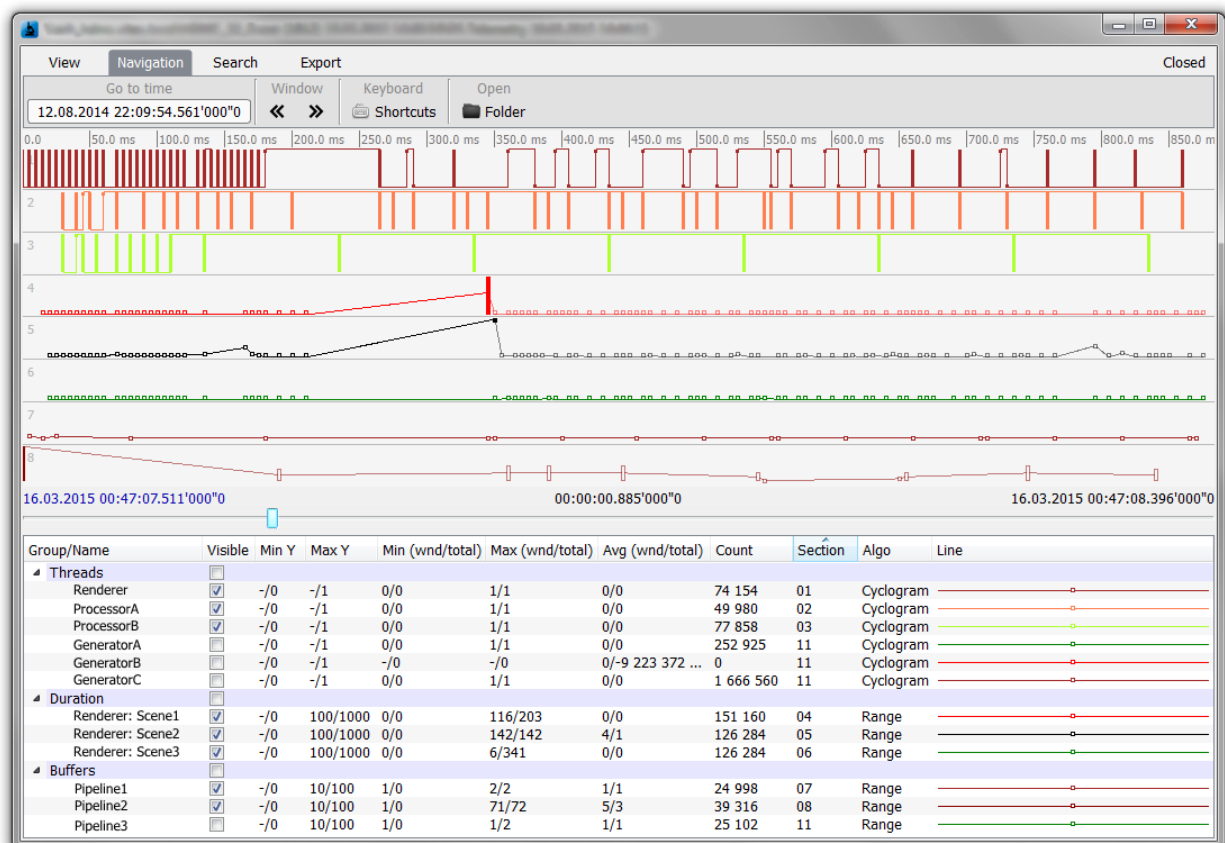 View Navigation Search Export Closed
Go to time Window Keyboard Open
12.08.2014 22:09:54.561'000"0 Shortcuts Folder
0.0 50.0 ms 100.0 ms 150.0 ms 200.0 ms 250.0 ms 300.0 ms 350.0 ms 400.0 ms 450.0 ms 500.0 ms 550.0 ms 600.0 ms 650.0 ms 700.0 ms 750.0 ms 800.0 ms 850.0 m
2
3
4
5
6
7
8
16.03.2015 00:47:07.511'000"0 00:00:00.885'000"0 16.03.2015 00:47:08.396'000"0
Group/Name Visible Min Y Max Y Min (wnd/total) Max (wnd/total) Avg (wnd/total) Count Section Algo Line
Threads
Renderer -/0 -/1 0/0 1/1 0/0 74 154 01 Cyclogram
ProcessorA -/0 -/1 0/0 1/1 0/0 49 980 02 Cyclogram
ProcessorB -/0 -/1 0/0 1/1 0/0 77 858 03 Cyclogram
GeneratorA -/0 -/1 0/0 1/1 0/0 252 925 11 Cyclogram
GeneratorB -/0 -/1 -/0 -/0 0/-9 223 372 ... 0 11 Cyclogram
GeneratorC -/0 -/1 0/0 1/1 0/0 1 666 560 11 Cyclogram
Duration
Renderer: Scene1 -/0 100/1000 0/0 116/203 0/0 151 160 04 Range
Renderer: Scene2 -/0 100/1000 0/0 142/142 4/1 126 284 05 Range
Renderer: Scene3 -/0 100/1000 0/0 6/341 0/0 126 284 06 Range
Buffers
Pipeline1 -/0 10/100 1/0 2/2 1/1 24 998 07 Range
Pipeline2 -/0 10/100 1/0 71/72 5/3 39 316 08 Range
Pipeline3 -/0 10/100 1/0 1/2 1/1 25 102 11 Range